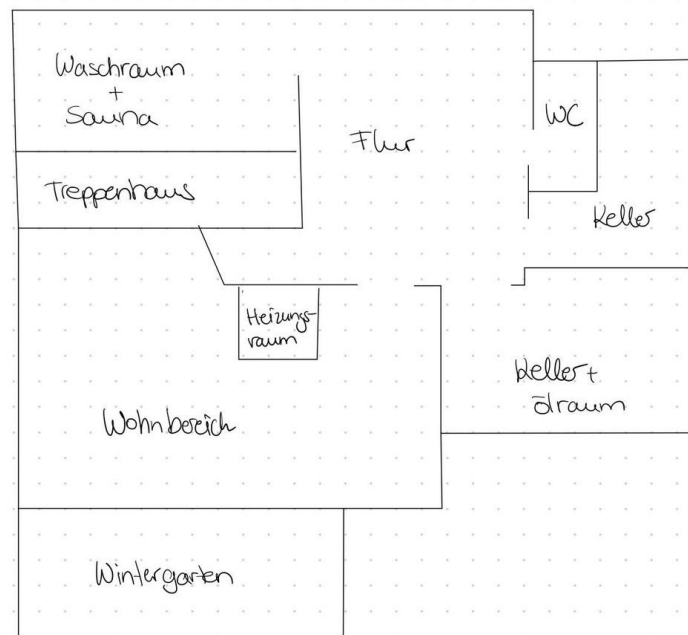 Waschraum
+
Sauna
Flur
WC
Treppenhaus
Keller
Heizungs-
raum
Keller +
Ölraum
Wohnbereich
Wintergarten